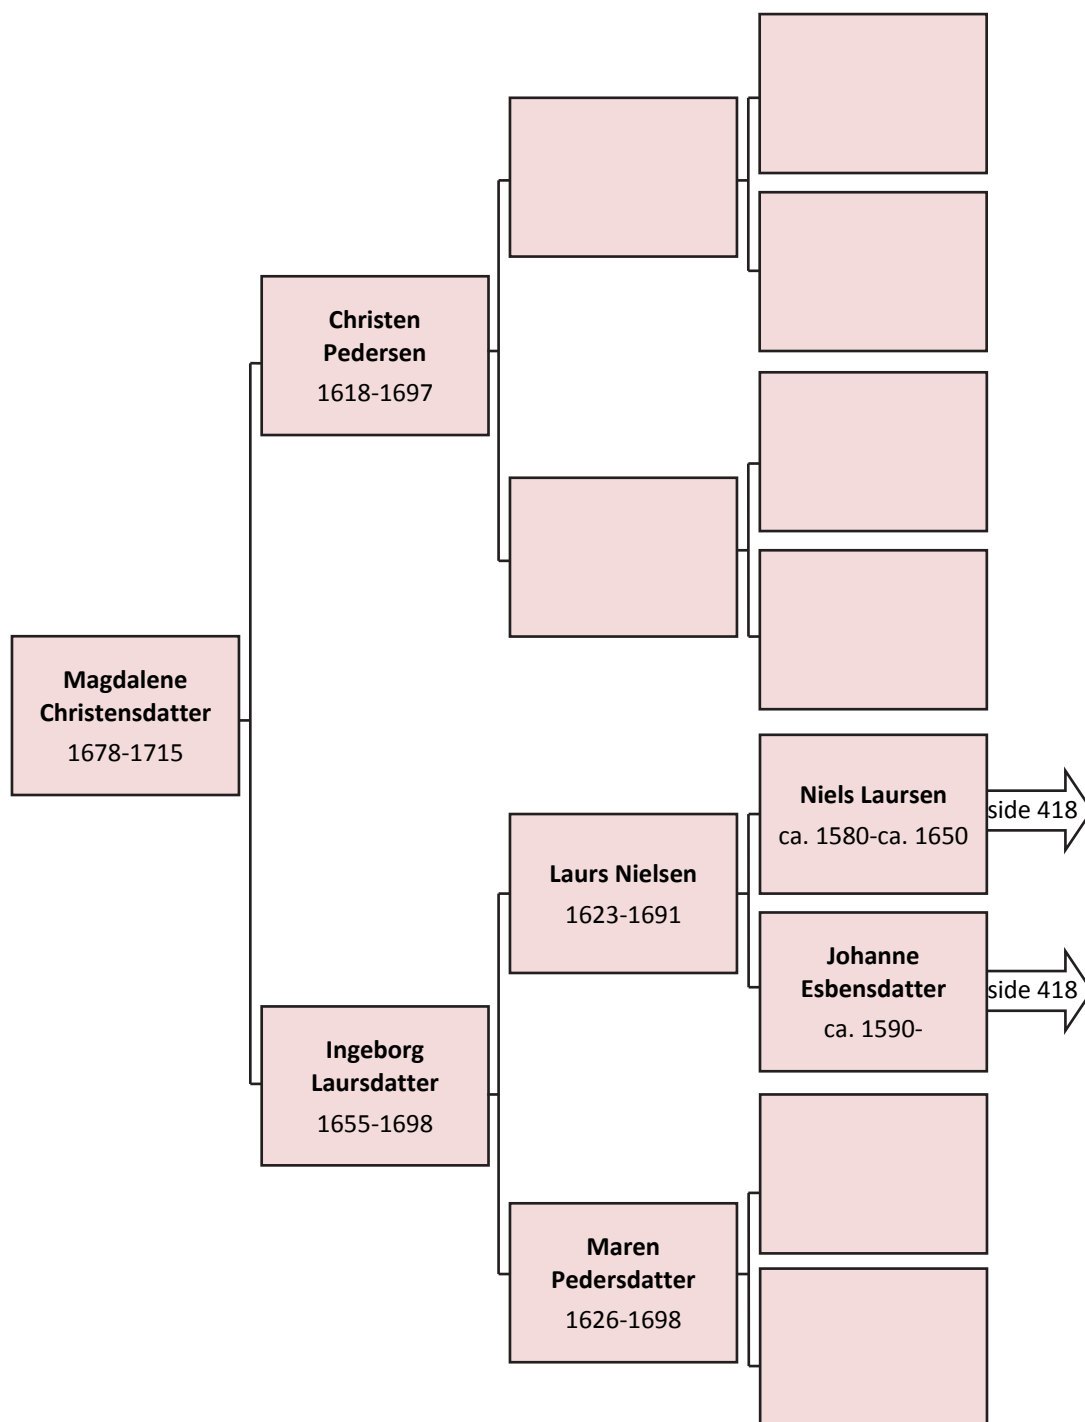 Christen
Pedersen
1618-1697
Magdalene
Christensdatter
1678-1715
Niels Laursen
ca. 1580-ca. 1650
side 418
Laurs Nielsen
1623-1691
Johanne
Esbensdatter
ca. 1590-
side 418
Ingeborg
Laursdatter
1655-1698
Maren
Pedersdatter
1626-1698